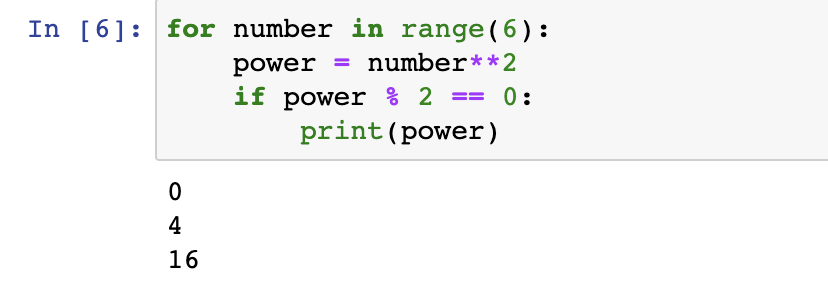 In [6]: for number in range(6):
    power = number**2
    if power % 2 == 0:
        print(power)
0
4
16